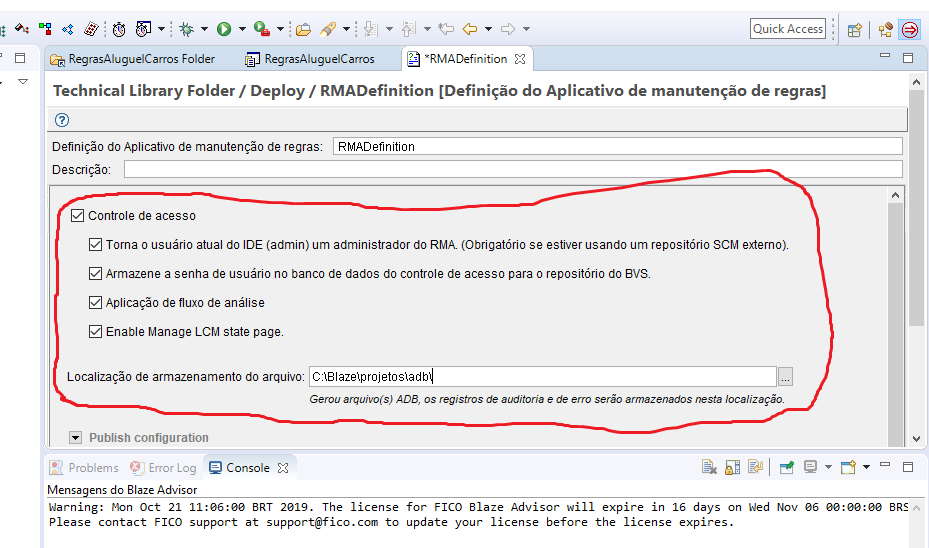 Quick Access
RegrasAluguelCarros Folder
RegrasAluguelCarros
*RMADefinition
Technical Library Folder / Deploy / RMADefinition [Definição do Aplicativo de manutenção de regras]
Definição do Aplicativo de manutenção de regras: RMADefinition
Descrição:
Controle de acesso
Torna o usuário atual do IDE (admin) um administrador do RMA. (Obrigatório se estiver usando um repositório SCM externo).
Armazene a senha de usuário no banco de dados do controle de acesso para o repositório do BVS.
Aplicação de fluxo de análise
Enable Manage LCM state page.
Localização de armazenamento do arquivo: C:\Blaze\projetos\adb\
...
Gerou arquivo(s) ADB, os registros de auditoria e de erro serão armazenados nesta localização.
Publish configuration
Problems
Error Log
Console
Mensagens do Blaze Advisor
Warning: Mon Oct 21 11:06:00 BRT 2019. The license for FICO Blaze Advisor will expire in 16 days on Wed Nov 06 00:00:00 BRS
Please contact FICO support at support@fico.com to update your license before the license expires.